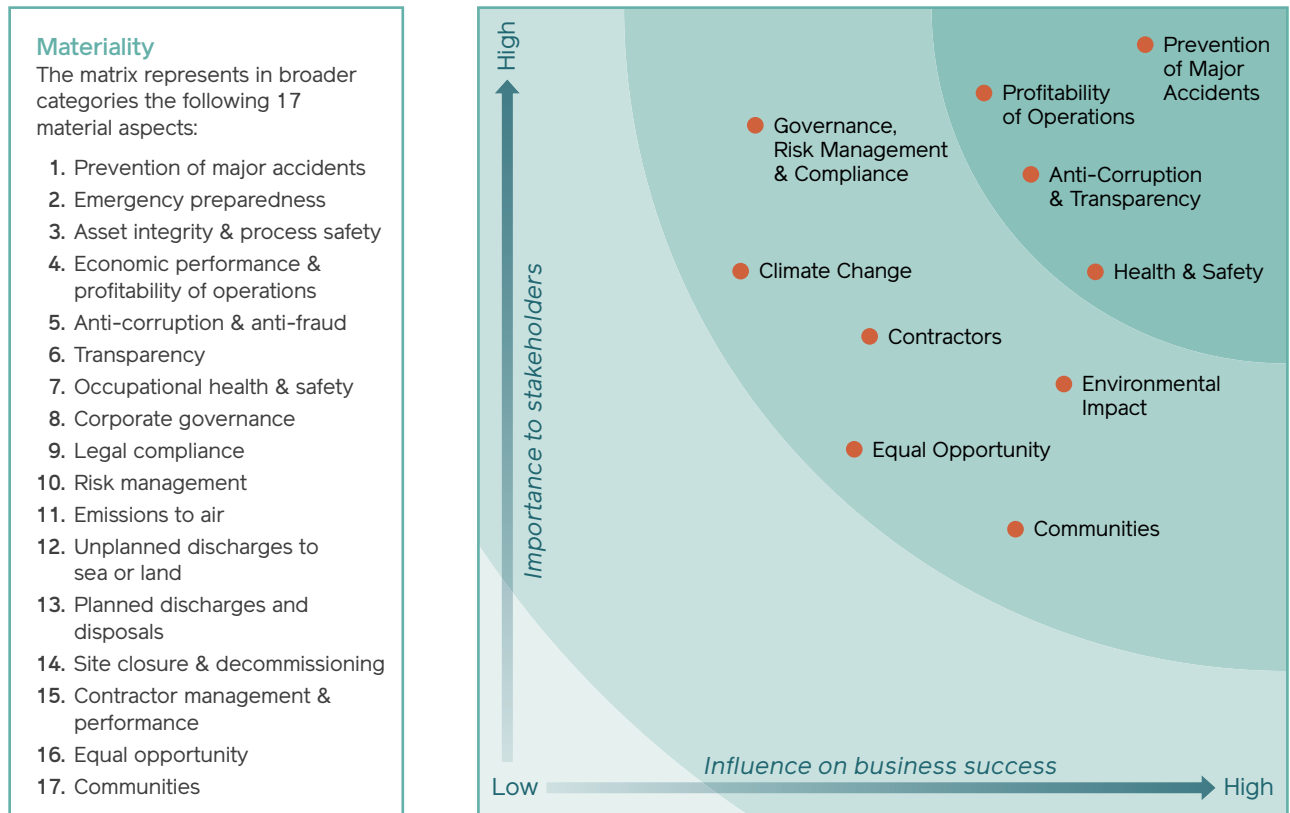 Materiality
The matrix represents in broader
categories the following 17
material aspects:
1. Prevention of major accidents
2. Emergency preparedness
3. Asset integrity & process safety
4. Economic performance &
profitability of operations
5. Anti-corruption & anti-fraud
6. Transparency
7. Occupational health & safety
8. Corporate governance
9. Legal compliance
10. Risk management
11. Emissions to air
12. Unplanned discharges to
sea or land
13. Planned discharges and
disposals
14. Site closure & decommissioning
15. Contractor management &
performance
16. Equal opportunity
17. Communities
High
Importance to stakeholders
Prevention
of Major
Accidents
Profitability
of Operations
Governance,
Risk Management
& Compliance
Anti-Corruption
& Transparency
Climate Change
Health & Safety
Contractors
Environmental
Impact
Equal Opportunity
Communities
Influence on business success
Low
High